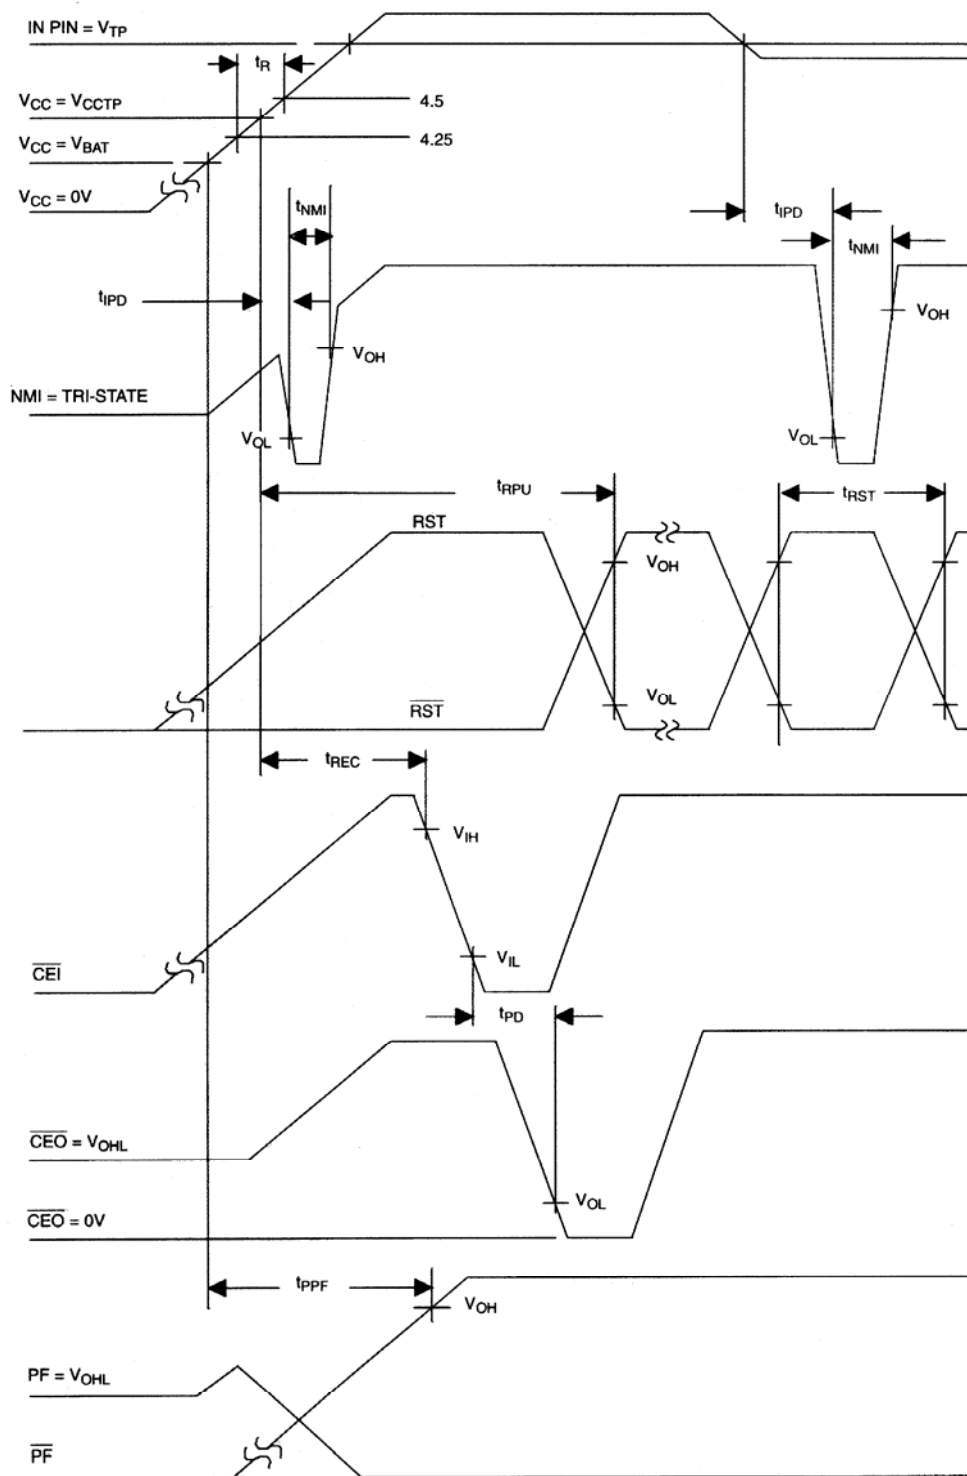 IN PIN = VTP
tR
VCC = VCCTP
4.5
VCC = VBAT
4.25
VCC = 0V
tNMI
tIPD
tNMI
tIPD
VOH
VOH
NMI = TRI-STATE
VOL
VOL
tRPU
tRST
RST
VOH
VOL
RST
tREC
VIH
VIL
CEI
tPD
CEO = VOHL
VOL
CEO = 0V
tPPF
VOH
PF = VOHL
PF